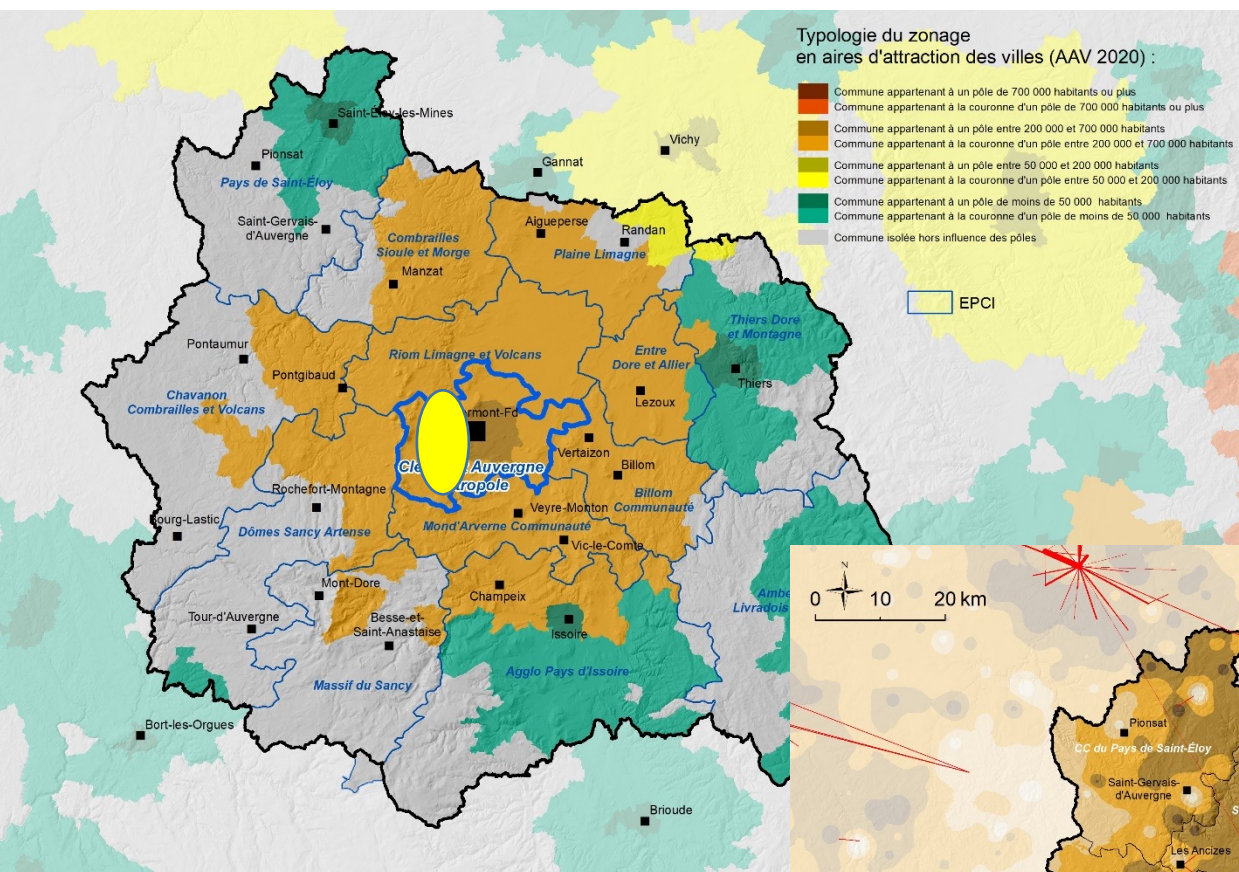 Typologie du zonage
en aires d'attraction des villes (AAV 2020) :
Commune appartenant à un pôle de 700 000 habitants ou plus
Commune appartenant à la couronne d'un pôle de 700 000 habitants ou plus
Commune appartenant à un pôle entre 200 000 et 700 000 habitants
Commune appartenant à la couronne d'un pôle entre 200 000 et 700 000 habitants
Commune appartenant à un pôle entre 50 000 et 200 000 habitants
Commune appartenant à la couronne d'un pôle entre 50 000 et 200 000 habitants
Commune appartenant à un pôle de moins de 50 000 habitants
Commune appartenant à la couronne d'un pôle de moins de 50 000 habitants
Commune isolée hors influence des pôles
EPCI
Saint-Éloy-les-Mines
Pionsat
Pays de Saint-Éloy
Gannat
Vichy
Saint-Gervais-
d'Auvergne
Combrailles
Sioule et Morge
Manzat
Aigueperse
Randan
Plaine Limagne
Thiers Dore
et Montagne
Thiers
Pontaumur
Pontgibaud
Riom Limagne et Volcans
Entre
Dore et Allier
Lezoux
Chavanon
Combrailles et Volcans
ermont-Fd
Auvergne
tropole
Vertaizon
Billom
Billom
Communauté
Rochefort-Montagne
Veyre-Monton
Bourg-Lastic
Dômes Sancy Artense
Mond'Arverne Communauté
Vic-le-Comte
Mont-Dore
Champeix
Tour-d'Auvergne
Besse-et-
Saint-Anastaise
Issoire
Ambe
Livradois
Massif du Sancy
Agglo Pays d'Issoire
Bort-les-Orgues
Brioude
N
0 10 20 km
Pionsat
CC du Pays de Saint-Éloy
Saint-Gervais-
d'Auvergne
S
Les Ancizes